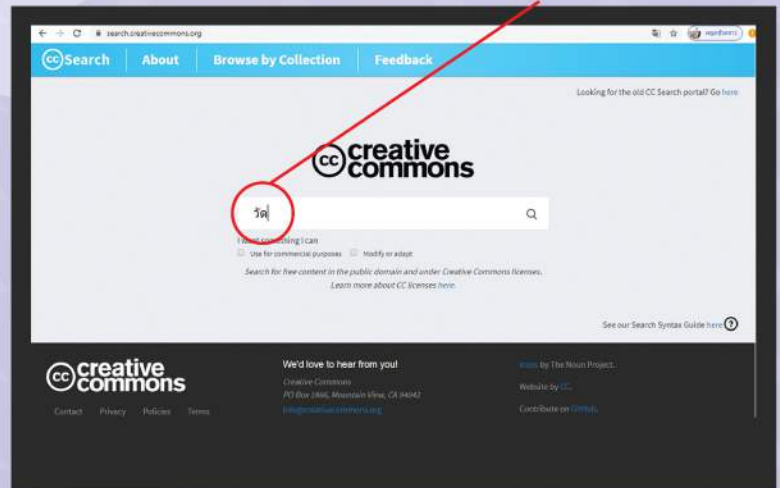 search.creativecommons.org
cc Search About Browse by Collection Feedback
Looking for the old CC Search portal? Go here
cc creative commons
วัด
I want something I can
Use for commercial purposes Modify or adapt
Search for free content in the public domain and under Creative Commons licenses.
Learn more about CC licenses here.
See our Search Syntax Guide here ?
cc creative commons
Contact Privacy Policies Terms
We'd love to hear from you!
Creative Commons
PO Box 1866, Mountain View, CA 94042
info@creativecommons.org
Icons by The Noun Project.
Website by CC.
Contribute on GitHub.